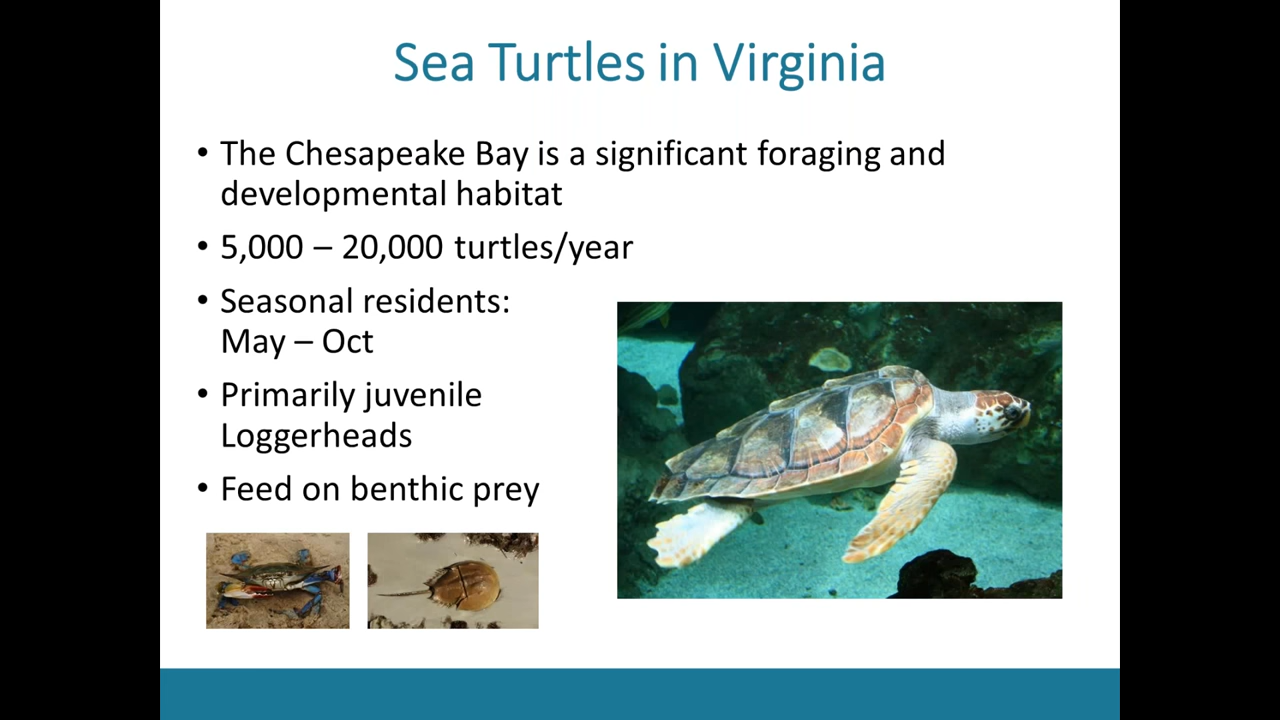 Sea Turtles in Virginia
• The Chesapeake Bay is a significant foraging and
developmental habitat
• 5,000 – 20,000 turtles/year
• Seasonal residents:
May – Oct
• Primarily juvenile
Loggerheads
• Feed on benthic prey